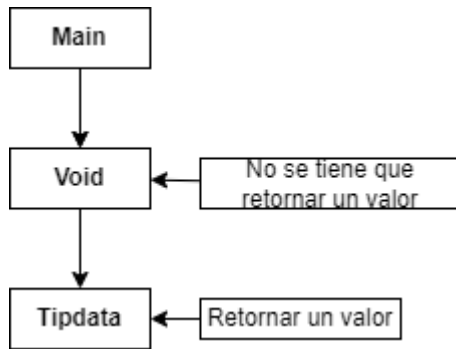 Main
Void
No se tiene que
retornar un valor
Tipdata
Retornar un valor